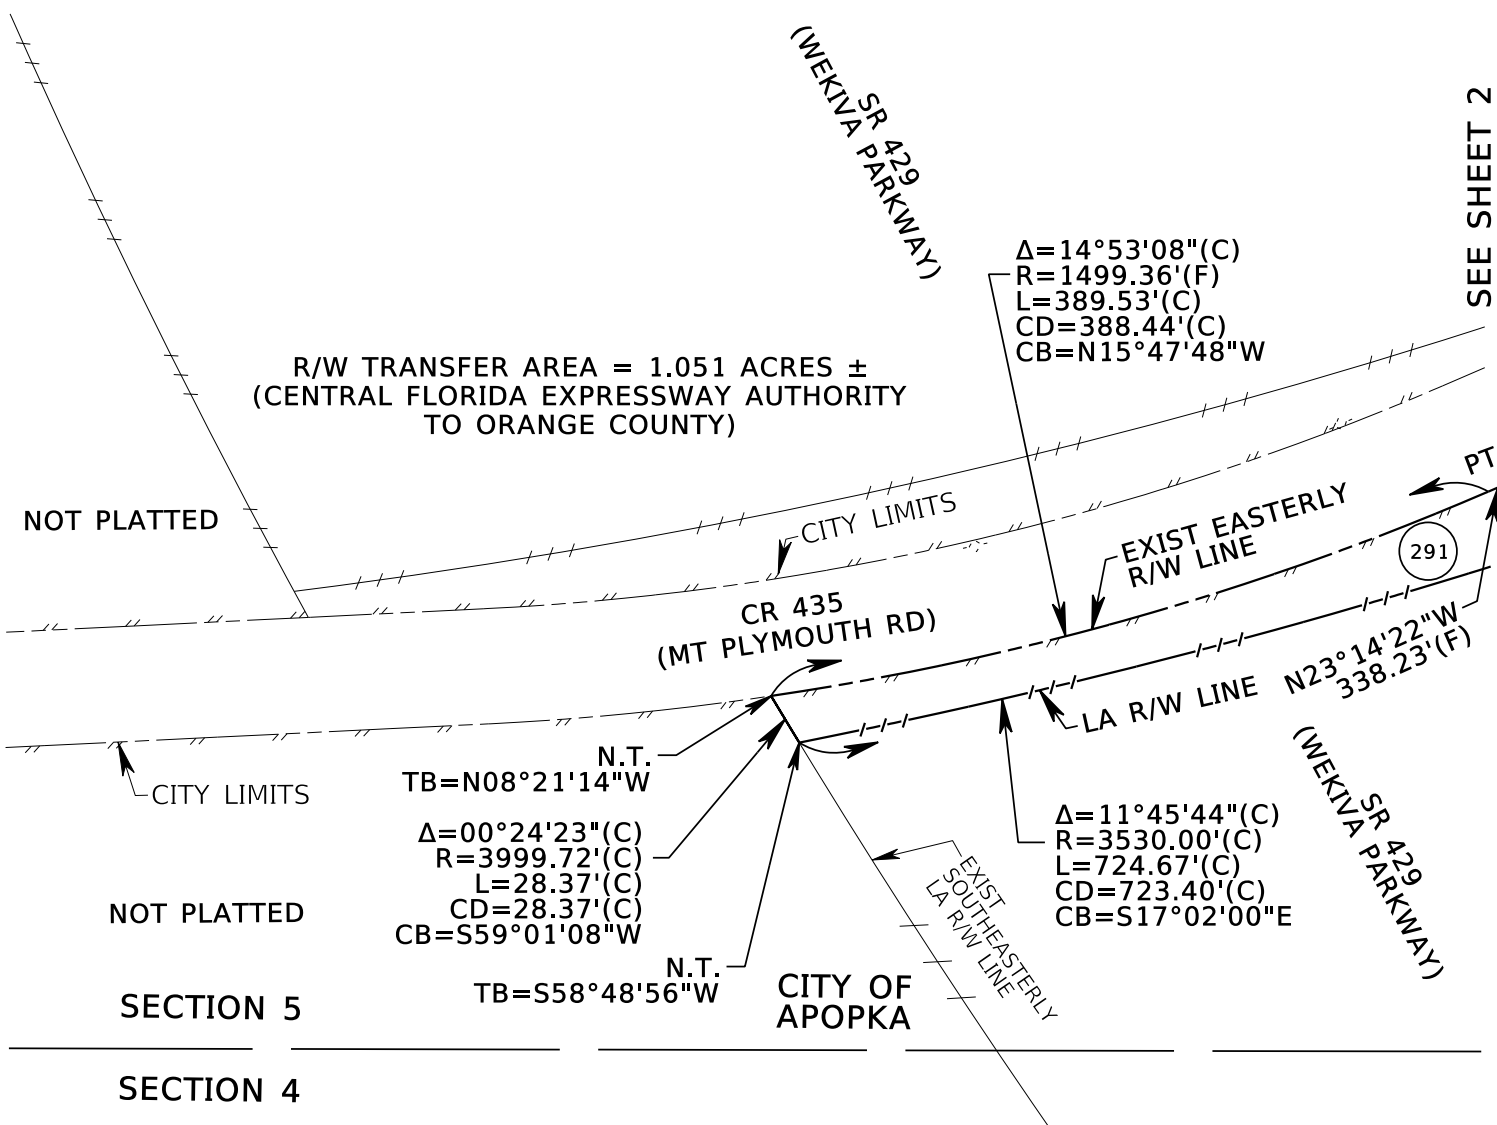 SR 429
(WEKIVA PARKWAY)
SEE SHEET 2
Δ=14°53'08"(C)
R=1499.36'(F)
L=389.53'(C)
CD=388.44'(C)
CB=N15°47'48"W
R/W TRANSFER AREA = 1.051 ACRES ±
(CENTRAL FLORIDA EXPRESSWAY AUTHORITY
TO ORANGE COUNTY)
NOT PLATTED
CITY LIMITS
EXIST EASTERLY
R/W LINE
PT
291
CR 435
(MT PLYMOUTH RD)
N23°14'22"W
338.23'(F)
LA R/W LINE
N.T.
TB=N08°21'14"W
CITY LIMITS
Δ=00°24'23"(C)
R=3999.72'(C)
L=28.37'(C)
CD=28.37'(C)
CB=S59°01'08"W
Δ=11°45'44"(C)
R=3530.00'(C)
L=724.67'(C)
CD=723.40'(C)
CB=S17°02'00"E
SR 429
(WEKIVA PARKWAY)
EXIST
SOUTHEASTERLY
LA R/W LINE
NOT PLATTED
N.T.
TB=S58°48'56"W
CITY OF
APOPKA
SECTION 5
SECTION 4